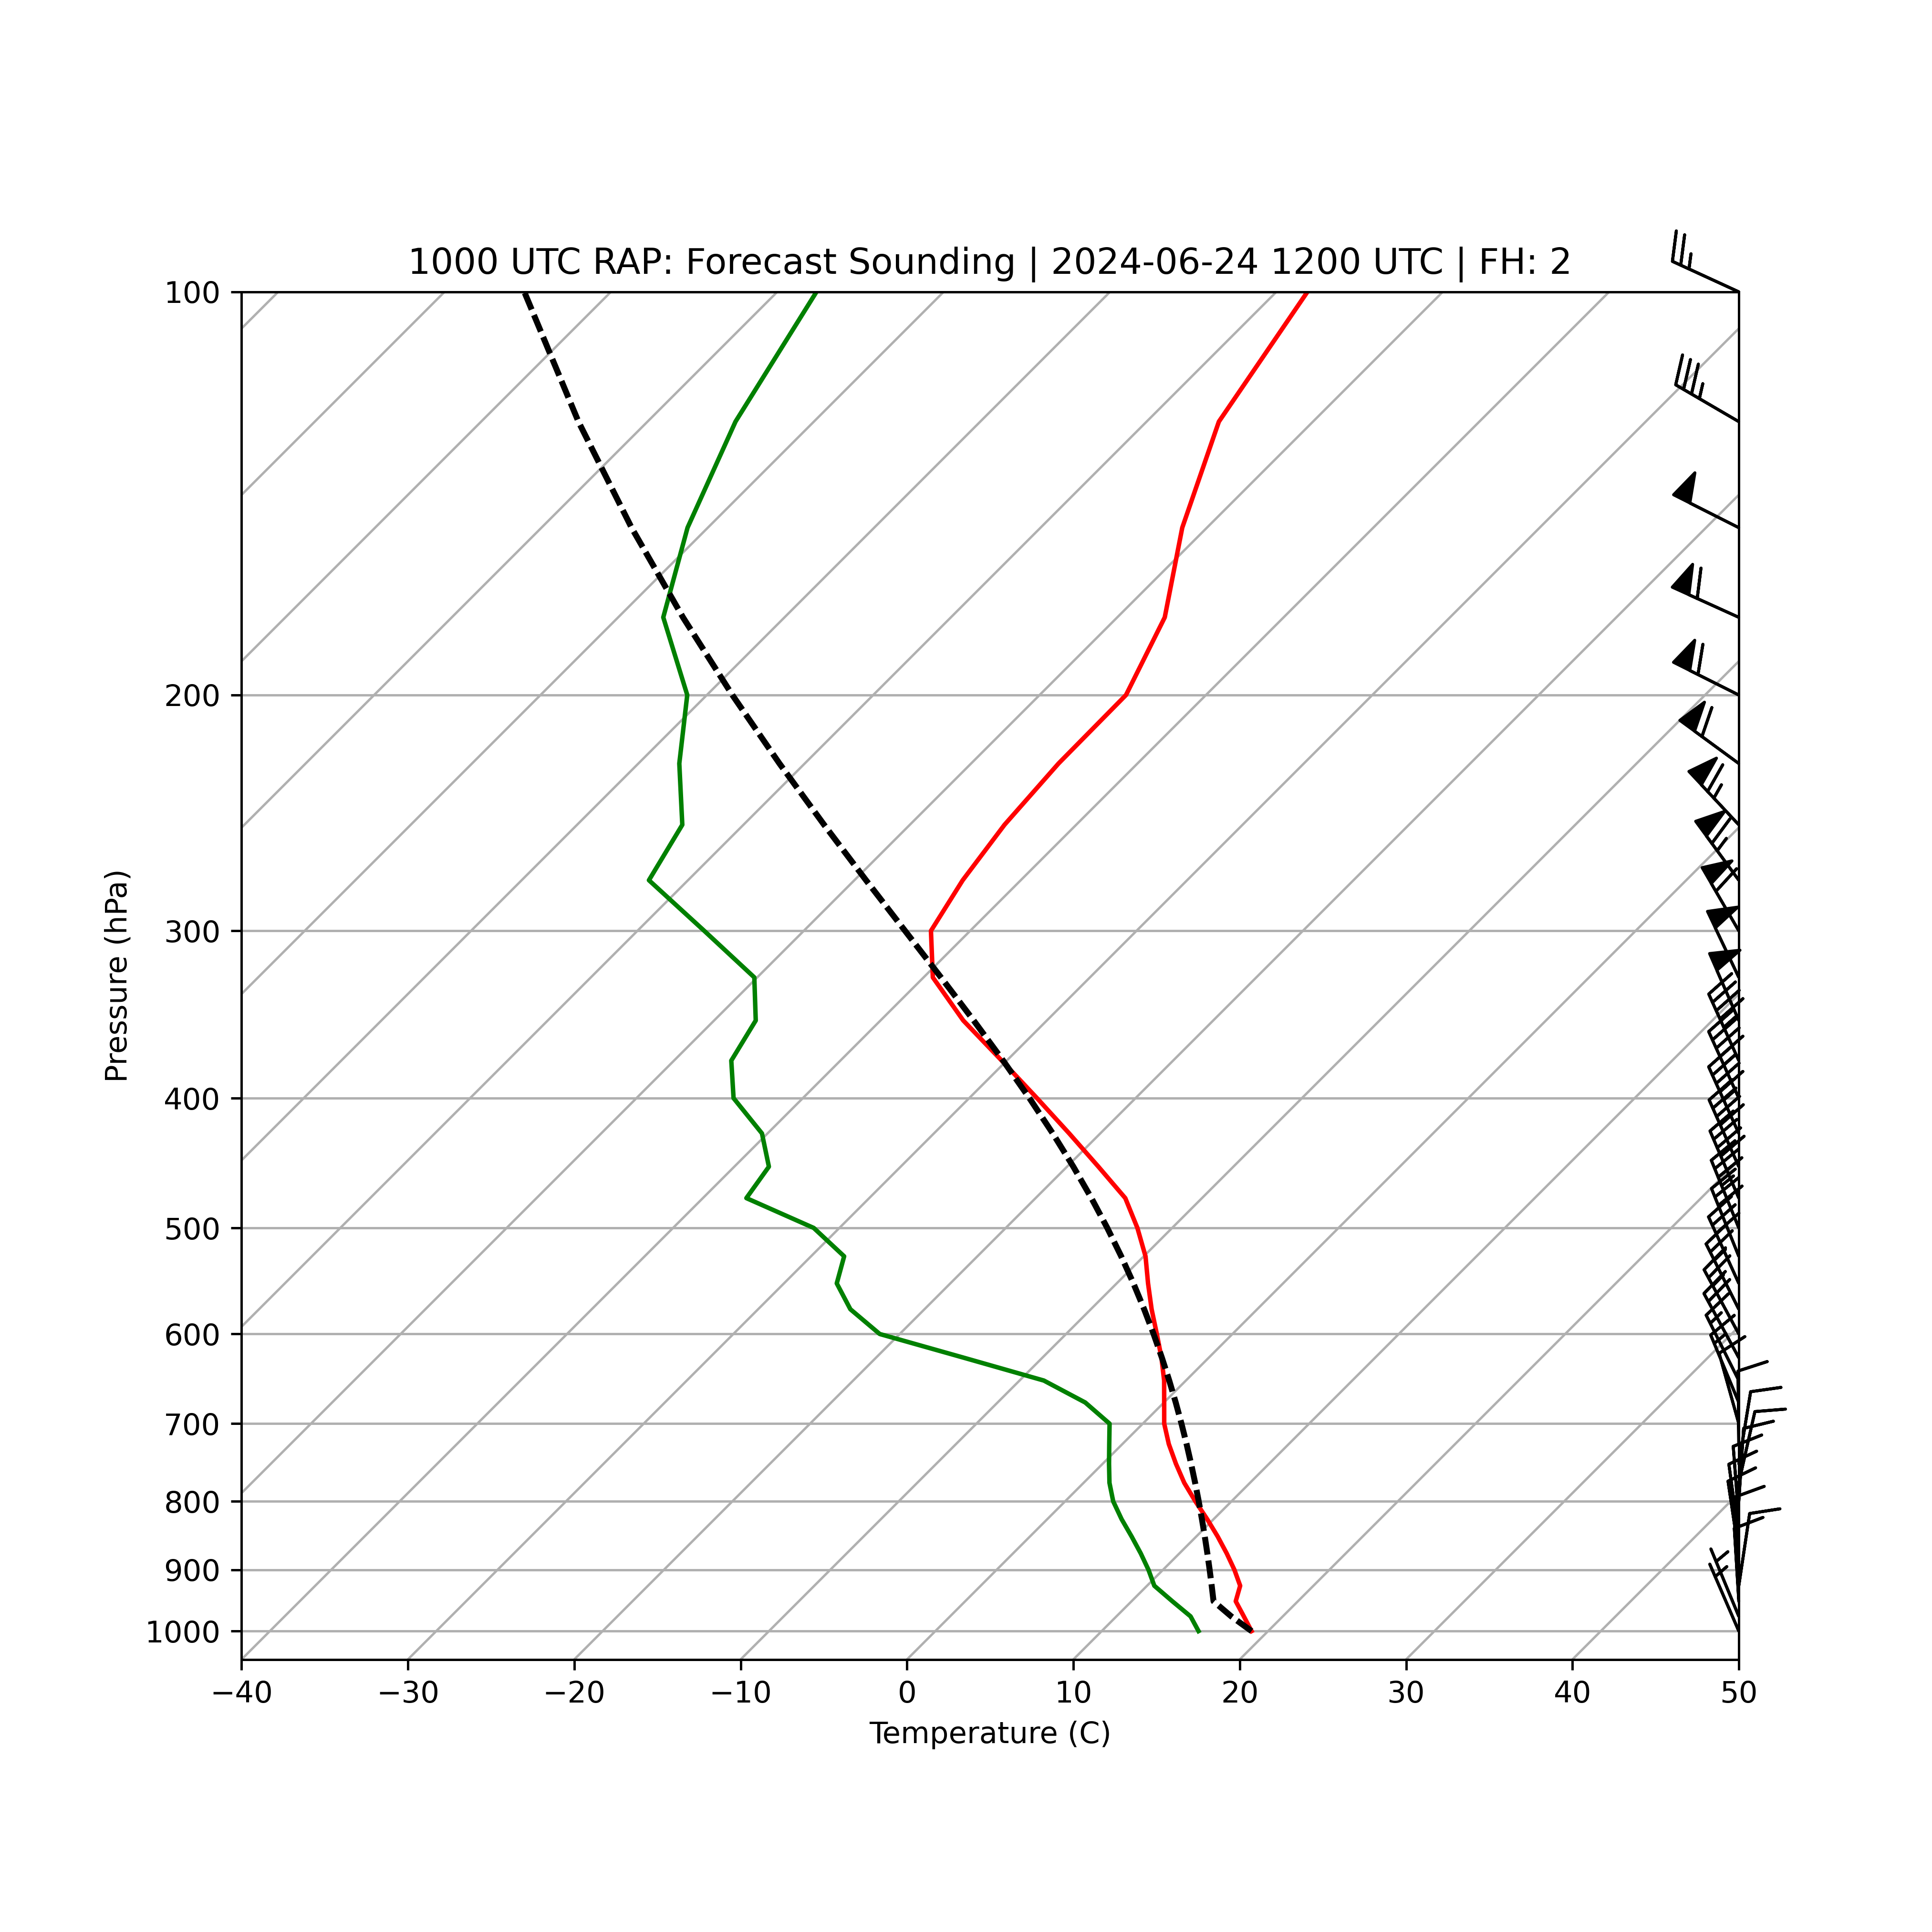 1000 UTC RAP: Forecast Sounding | 2024-06-24 1200 UTC | FH: 2
100
200
300
400
500
600
700
800
900
1000
Pressure (hPa)
−40 −30 −20 −10 0 10 20 30 40 50
Temperature (C)